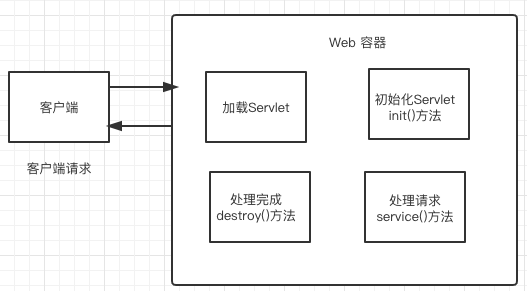 Web 容器
客户端
客户端请求
加载Servlet
初始化Servlet
init()方法
处理完成
destroy()方法
处理请求
service()方法